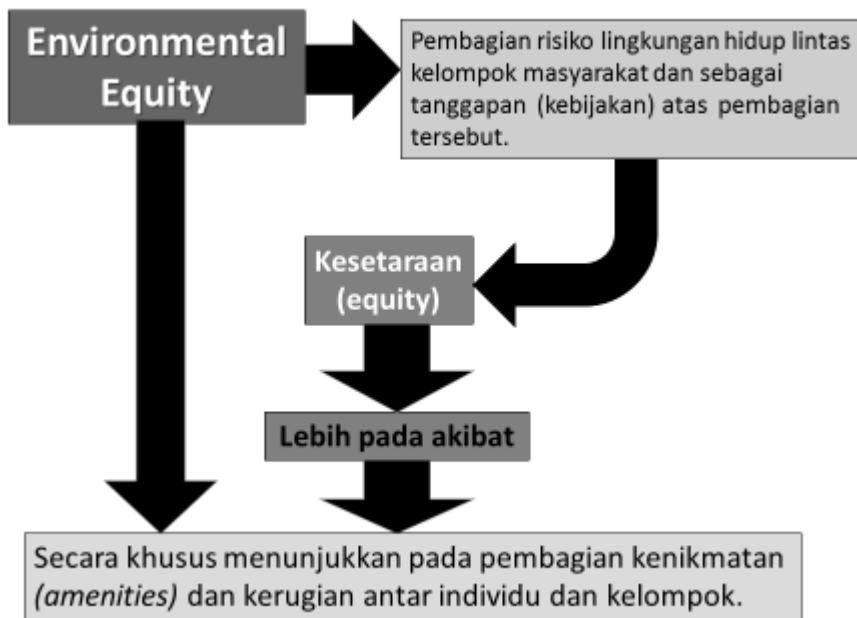 Environmental
Equity
Pembagian risiko lingkungan hidup lintas
kelompok masyarakat dan sebagai
tanggapan (kebijakan) atas pembagian
tersebut.
Kesetaraan
(equity)
Lebih pada akibat
Secara khusus menunjukkan pada pembagian kenikmatan
(amenities) dan kerugian antar individu dan kelompok.